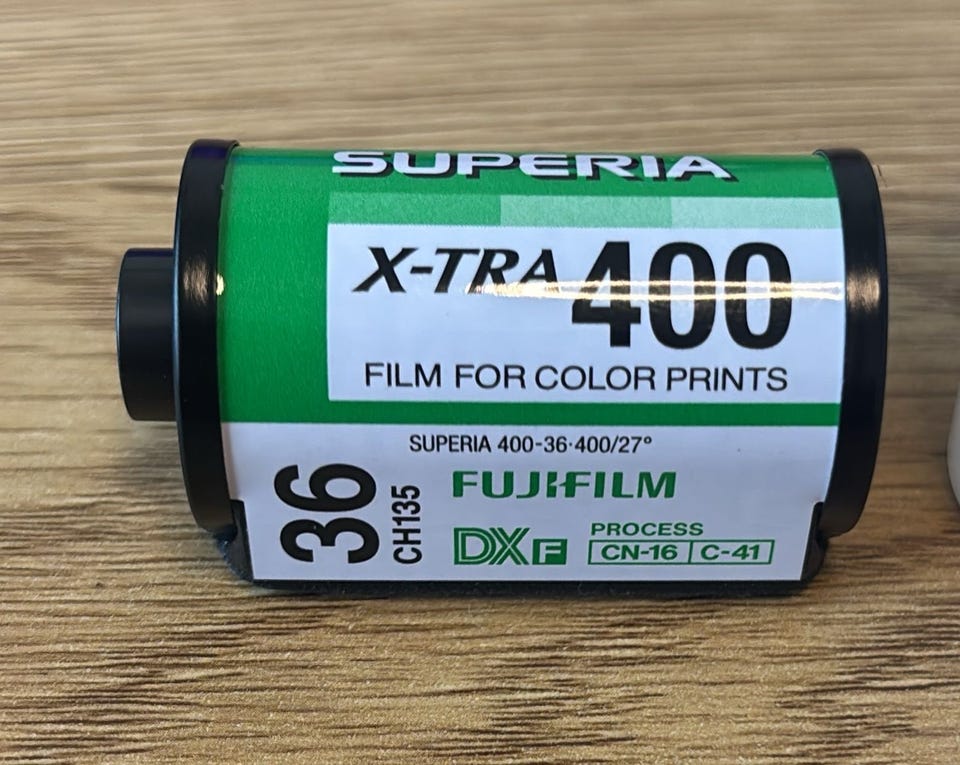 SUPERIA
X-TRA 400
FILM FOR COLOR PRINTS
SUPERIA 400-36·400/27°
36
CH135
FUJIFILM
DXF
PROCESS
CN-16 C-41